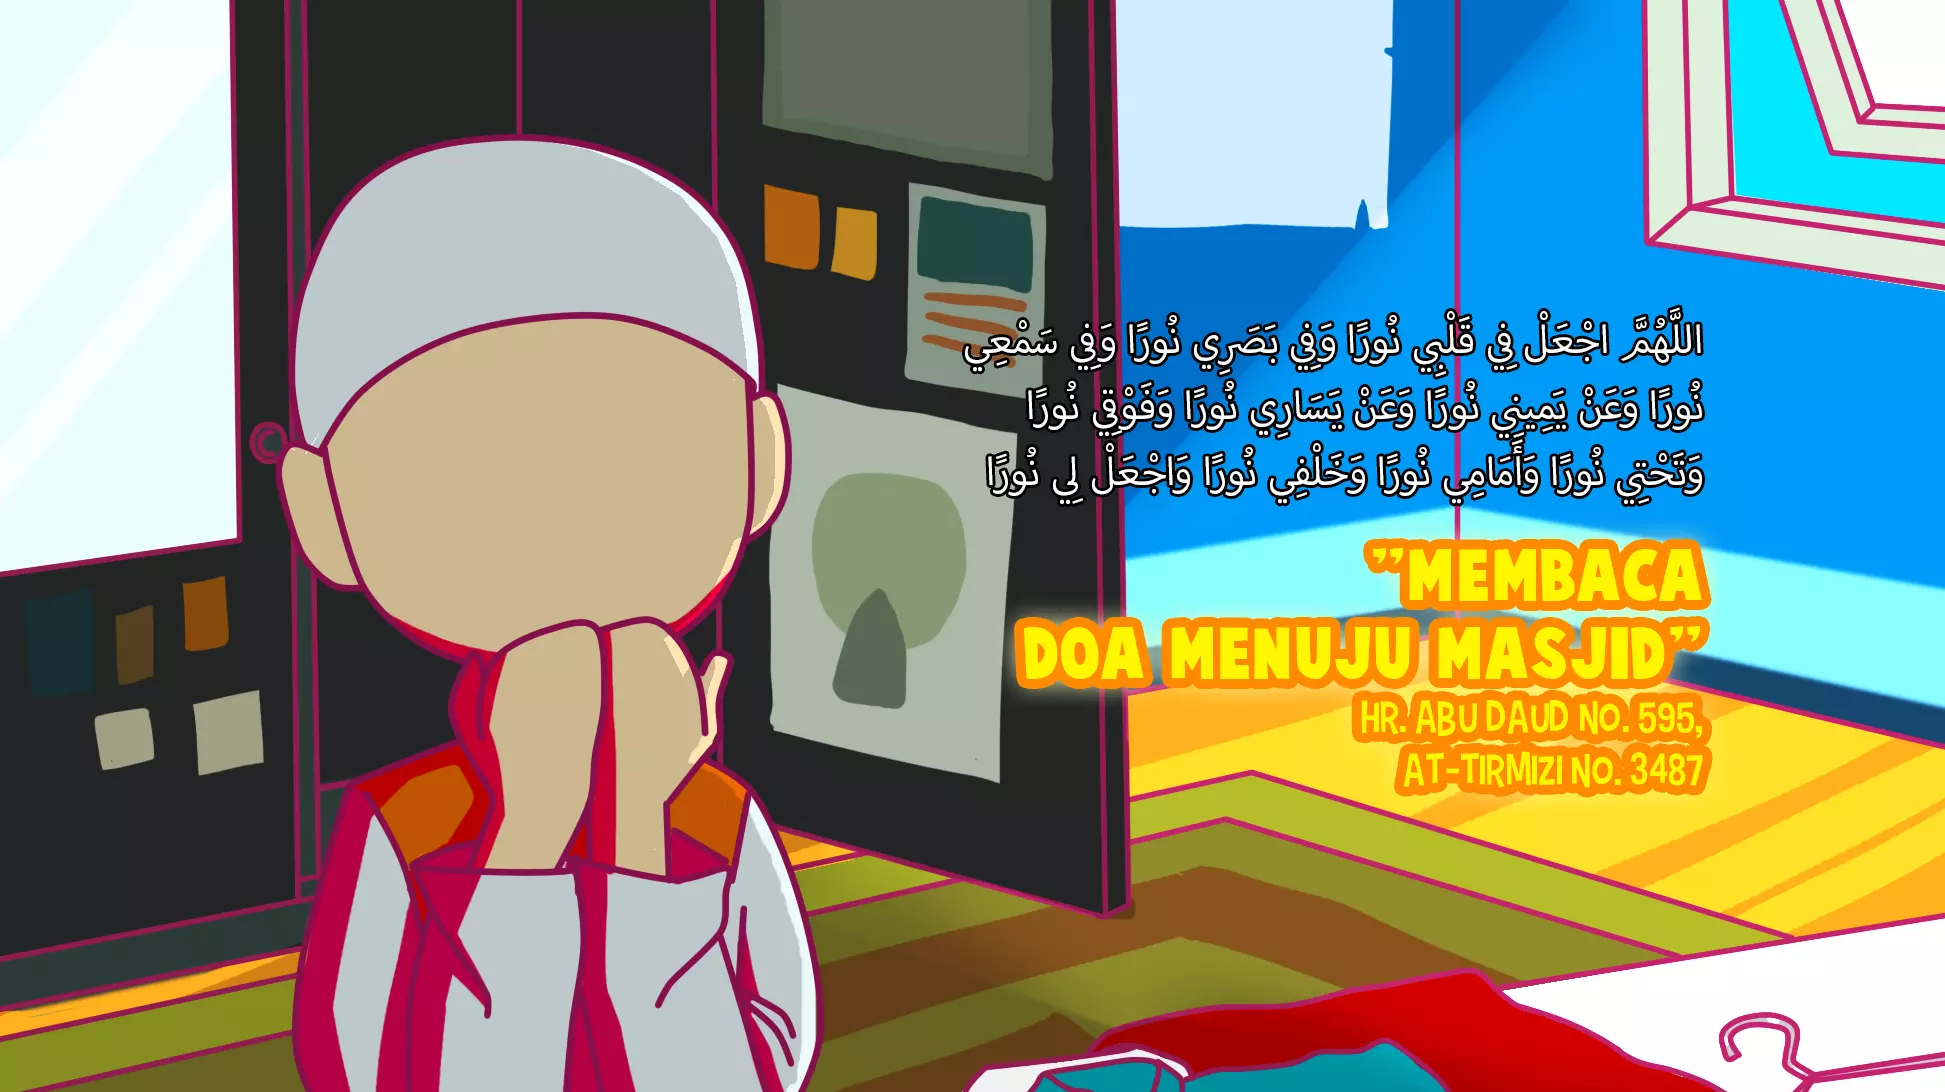 اللَّهُمَّ اجْعَلْ فِي قَلْبِي نُورًا وَفِي بَصَرِي نُورًا وَفِي سَمْعِي
نُورًا وَعَنْ يَمِينِي نُورًا وَعَنْ يَسَارِي نُورًا وَفَوْقِي نُورًا
وَتَحْتِي نُورًا وَأَمَامِي نُورًا وَخَلْفِي نُورًا وَاجْعَلْ لِي نُورًا
"MEMBACA
DOA MENUJU MASJID"
HR. ABU DAUD NO. 595,
AT-TIRMIZI NO. 3487